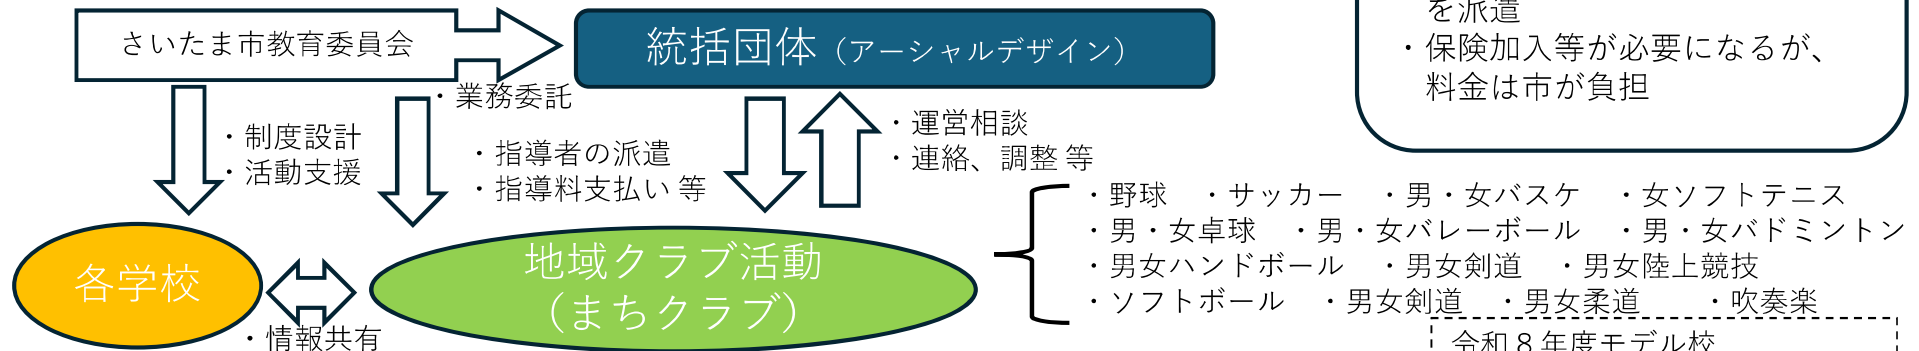 さいたま市教育委員会
統括団体（アーシャルデザイン）
を派遣
・保険加入等が必要になるが、
料金は市が負担
・業務委託
・制度設計
・活動支援
・指導者の派遣
・指導料支払い 等
・運営相談
・連絡、調整 等
各学校
・情報共有
地域クラブ活動
（まちクラブ）
・野球　・サッカー　・男・女バスケ　・女ソフトテニス
・男・女卓球　・男・女バレーボール　・男・女バドミントン
・男女ハンドボール　・男女剣道　・男女陸上競技
・ソフトボール　・男女剣道　・男女柔道　　・吹奏楽
令和８年度モデル校